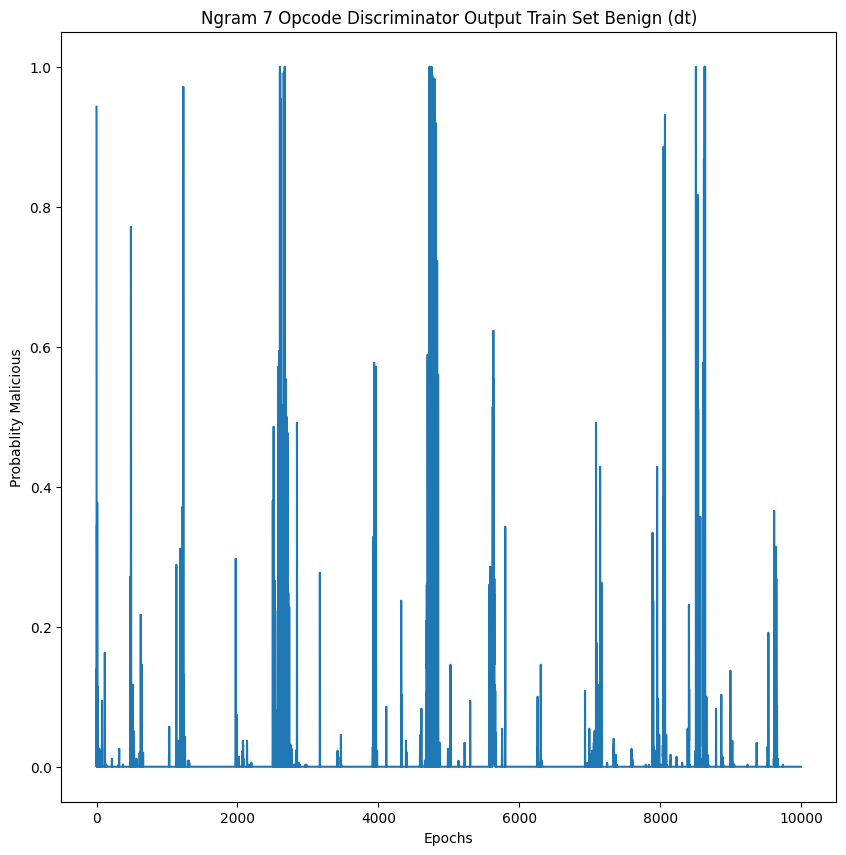 Ngram 7 Opcode Discriminator Output Train Set Benign (dt)
1.0
0.8
0.6
0.4
0.2
0.0
Probablity Malicious
0 2000 4000 6000 8000 10000
Epochs